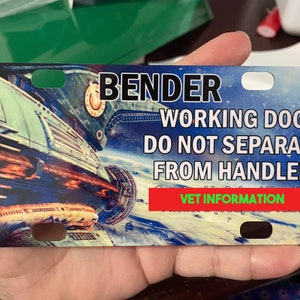 BENDER
WORKING DOG
DO NOT SEPARA
FROM HANDLE
VET INFORMATION